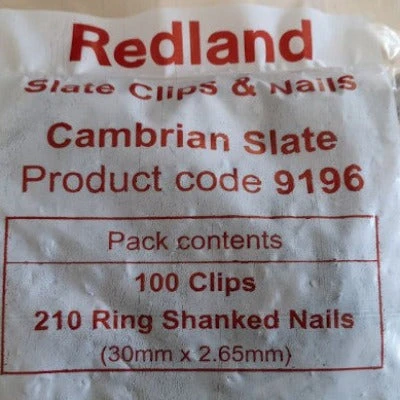 Redland
Slate Clips & Nails
Cambrian Slate
Product code 9196
Pack contents
100 Clips
210 Ring Shanked Nails
(30mm x 2.65mm)